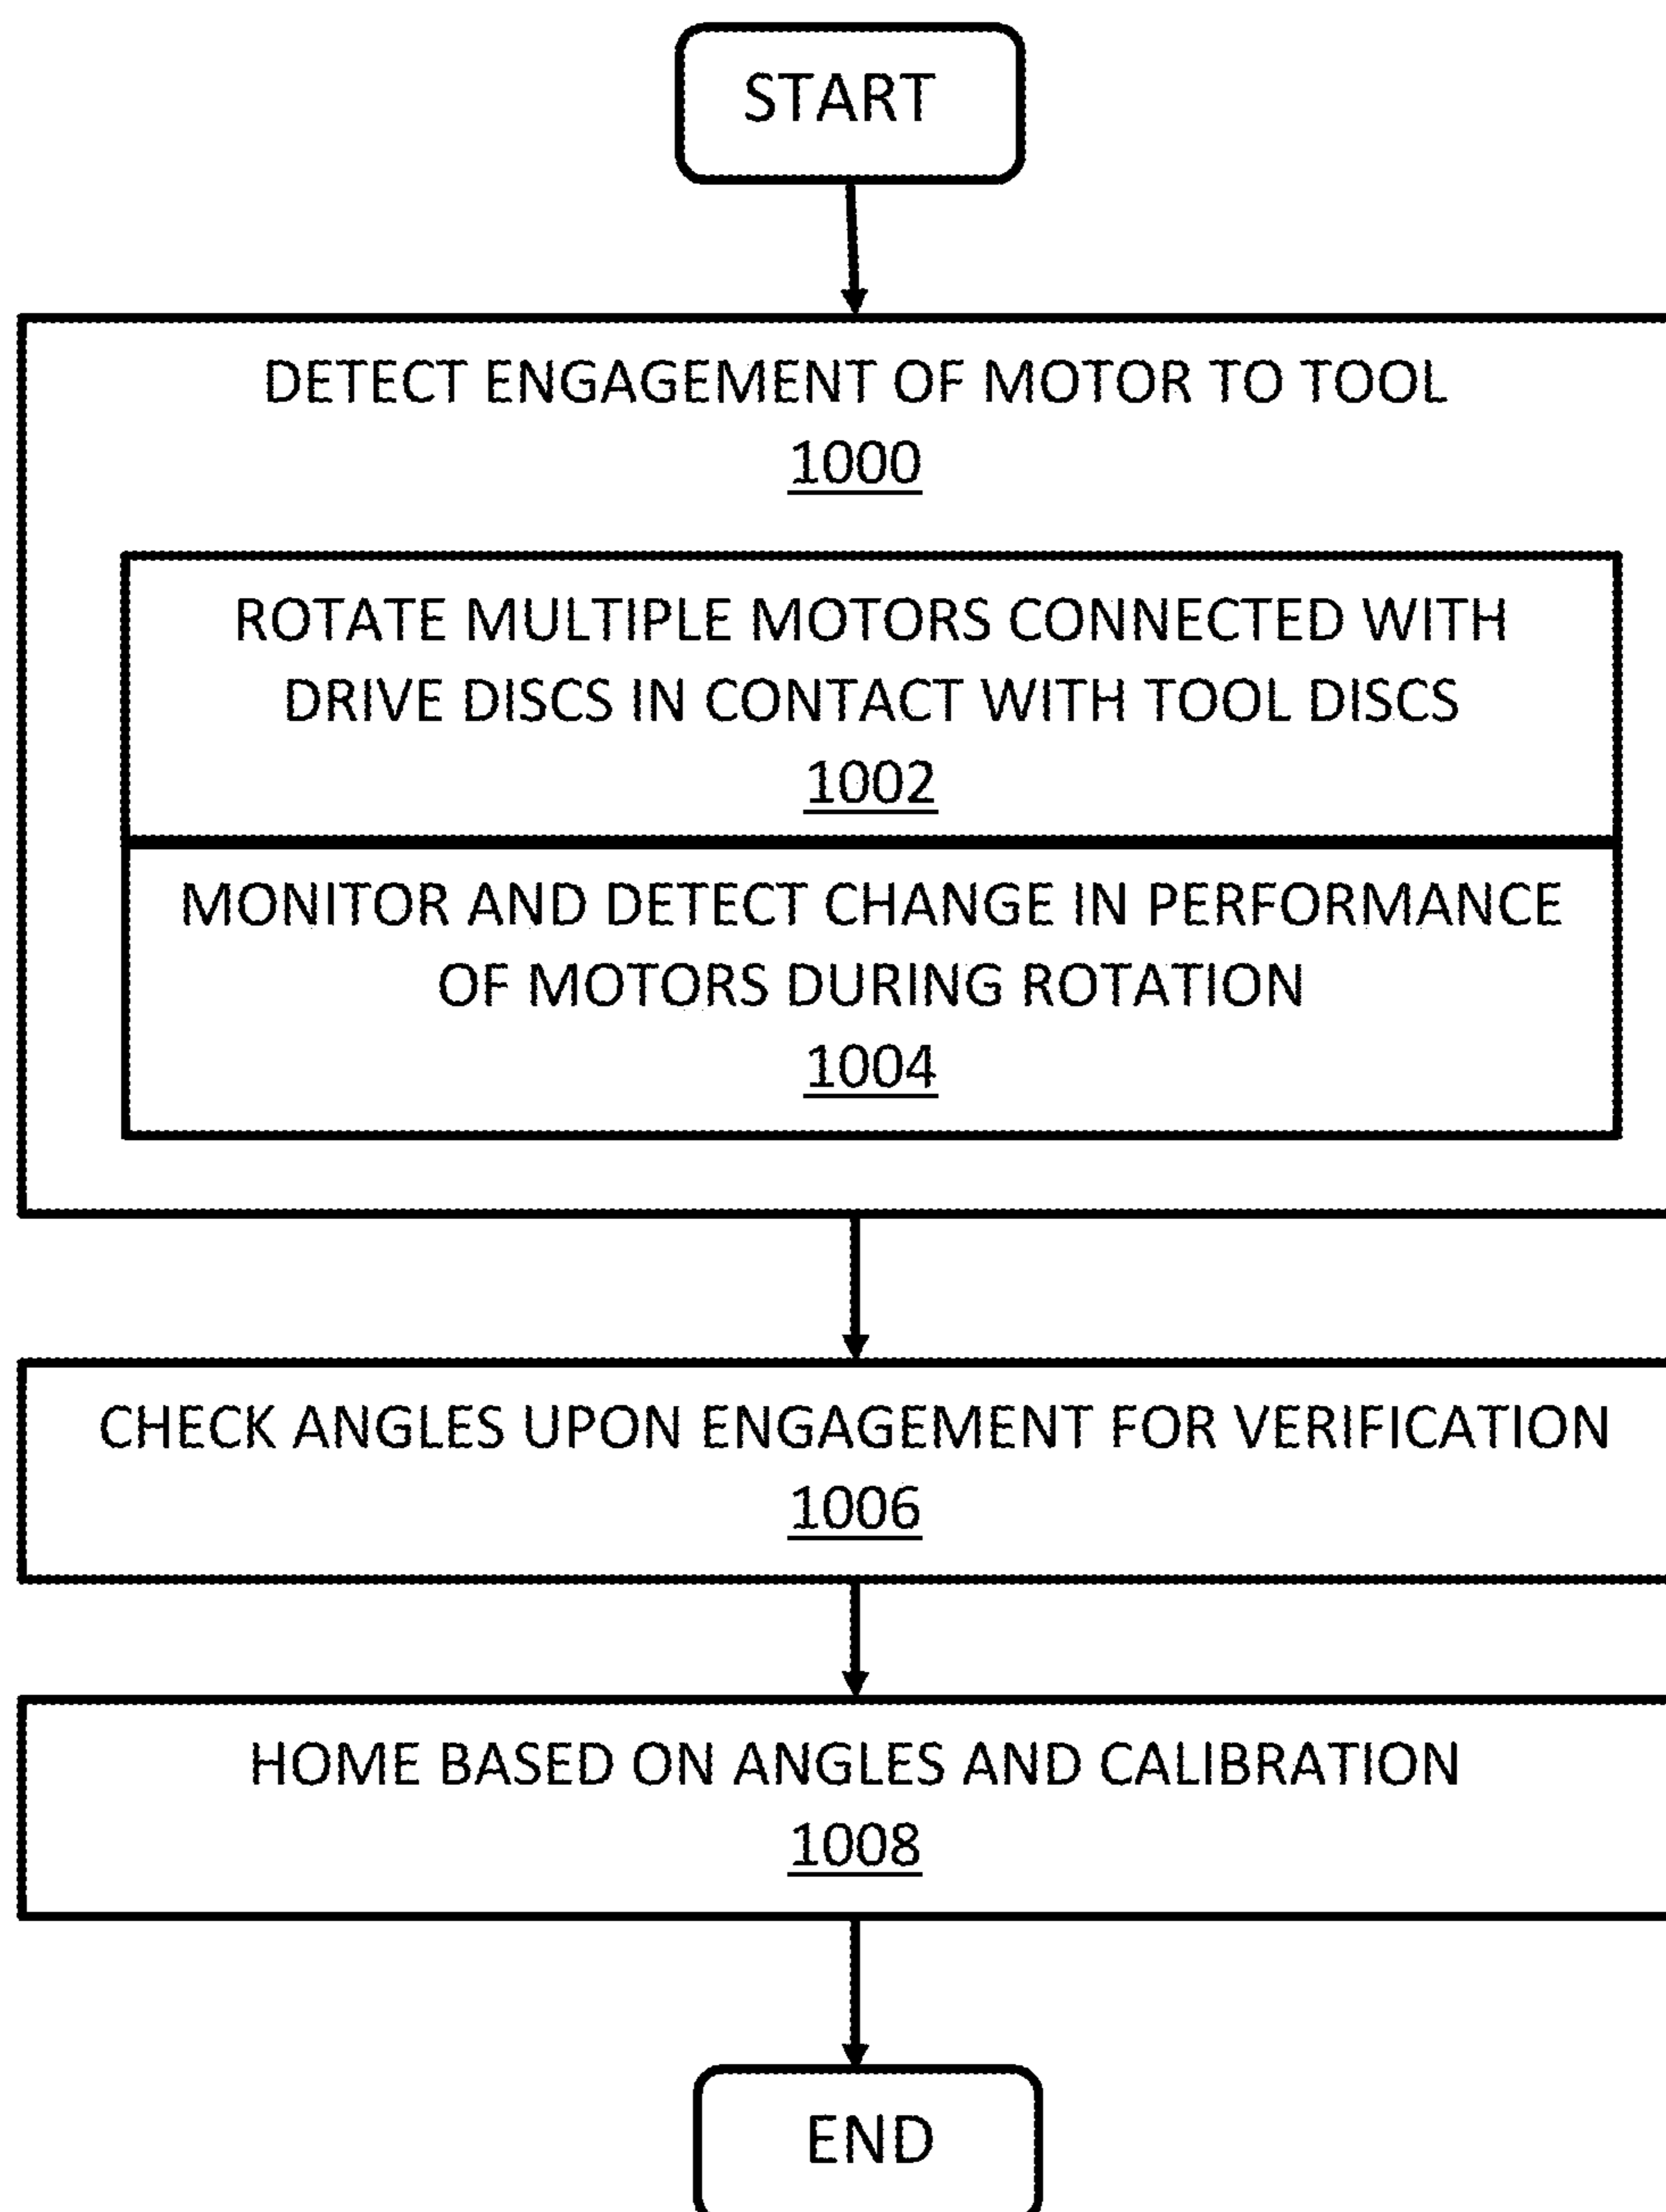 START
DETECT ENGAGEMENT OF MOTOR TO TOOL
1000
ROTATE MULTIPLE MOTORS CONNECTED WITH
DRIVE DISCS IN CONTACT WITH TOOL DISCS
1002
MONITOR AND DETECT CHANGE IN PERFORMANCE
OF MOTORS DURING ROTATION
1004
CHECK ANGLES UPON ENGAGEMENT FOR VERIFICATION
1006
HOME BASED ON ANGLES AND CALIBRATION
1008
END